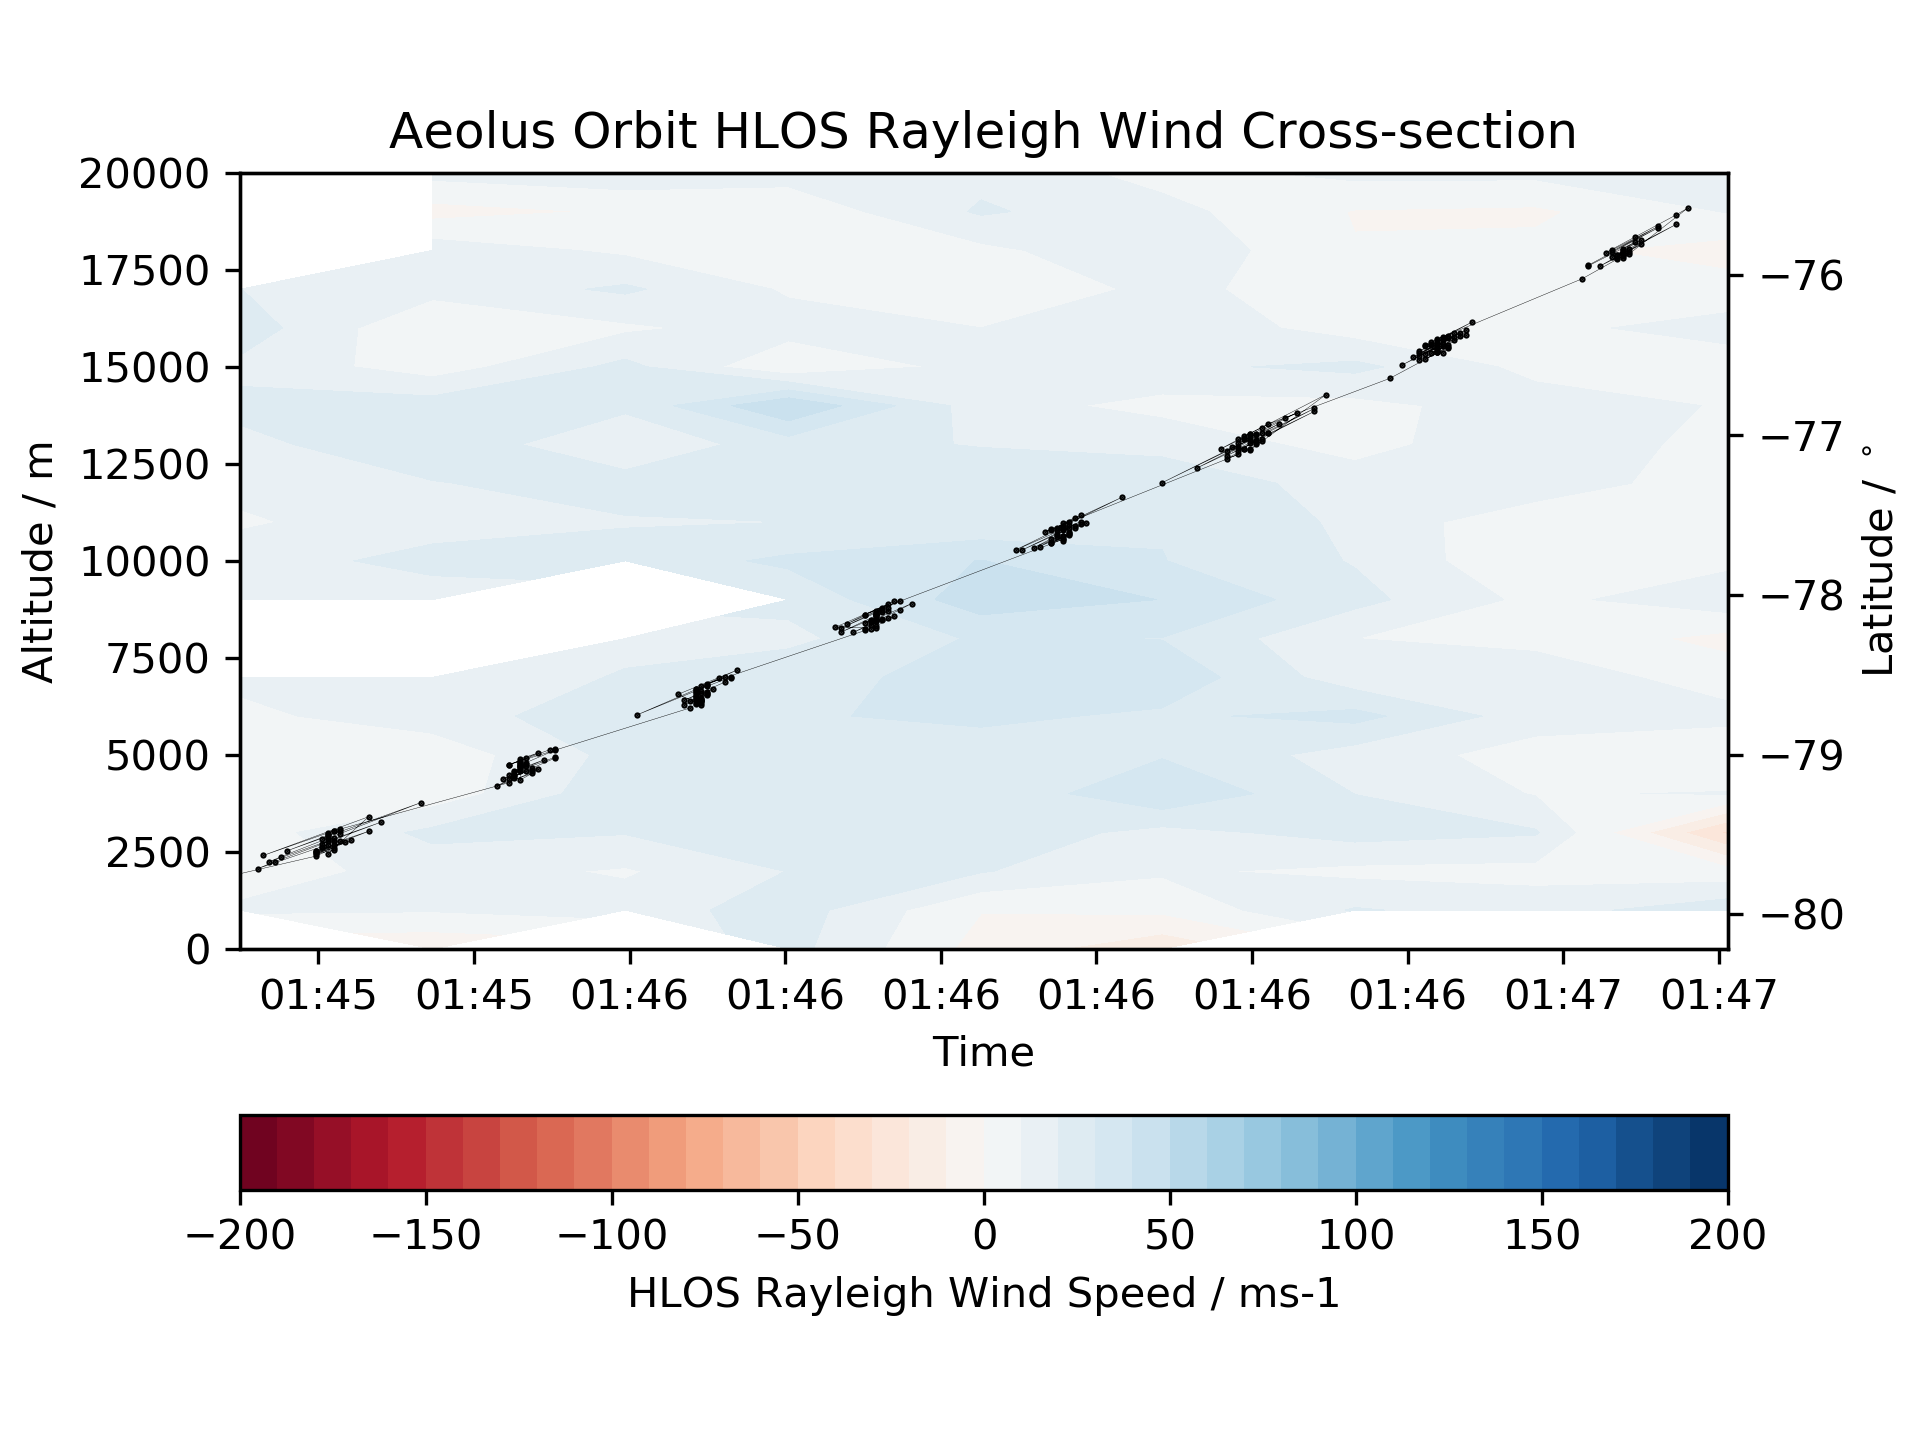 Aeolus Orbit HLOS Rayleigh Wind Cross-section
20000
17500
15000
12500
10000
7500
5000
2500
0
Altitude / m
−76
−77
−78
−79
−80
Latitude / °
01:45 01:45 01:46 01:46 01:46 01:46 01:46 01:46 01:47 01:47
Time
−200 −150 −100 −50 0 50 100 150 200
HLOS Rayleigh Wind Speed / ms-1